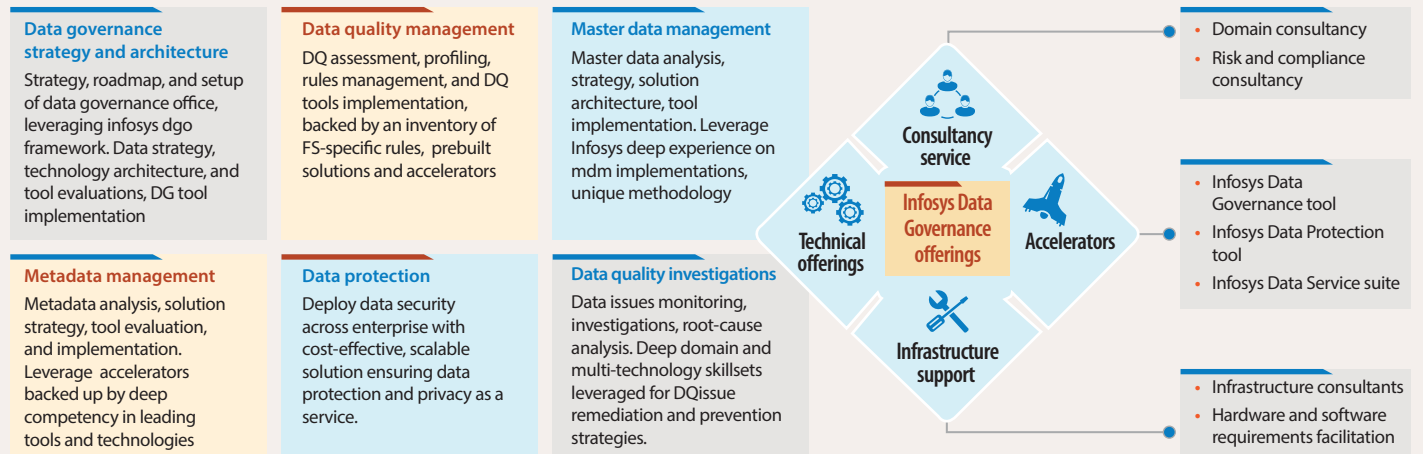 Data governance
strategy and architecture
Strategy, roadmap, and setup
of data governance office,
leveraging infosys dgo
framework. Data strategy,
technology architecture, and
tool evaluations, DG tool
implementation
Data quality management
DQ assessment, profiling,
rules management, and DQ
tools implementation,
backed by an inventory of
FS-specific rules, prebuilt
solutions and accelerators
Master data management
Master data analysis,
strategy, solution
architecture, tool
implementation. Leverage
Infosys deep experience on
mdm implementations,
unique methodology
Metadata management
Metadata analysis, solution
strategy, tool evaluation,
and implementation.
Leverage accelerators
backed up by deep
competency in leading
tools and technologies
Data protection
Deploy data security
across enterprise with
cost-effective, scalable
solution ensuring data
protection and privacy as a
service.
Data quality investigations
Data issues monitoring,
investigations, root-cause
analysis. Deep domain and
multi-technology skillsets
leveraged for DQissue
remediation and prevention
strategies.
Consultancy
service
Technical
offerings
Infosys Data
Governance
offerings
Accelerators
Infrastructure
support
• Domain consultancy
• Risk and compliance
consultancy
• Infosys Data
Governance tool
• Infosys Data Protection
tool
• Infosys Data Service suite
• Infrastructure consultants
• Hardware and software
requirements facilitation